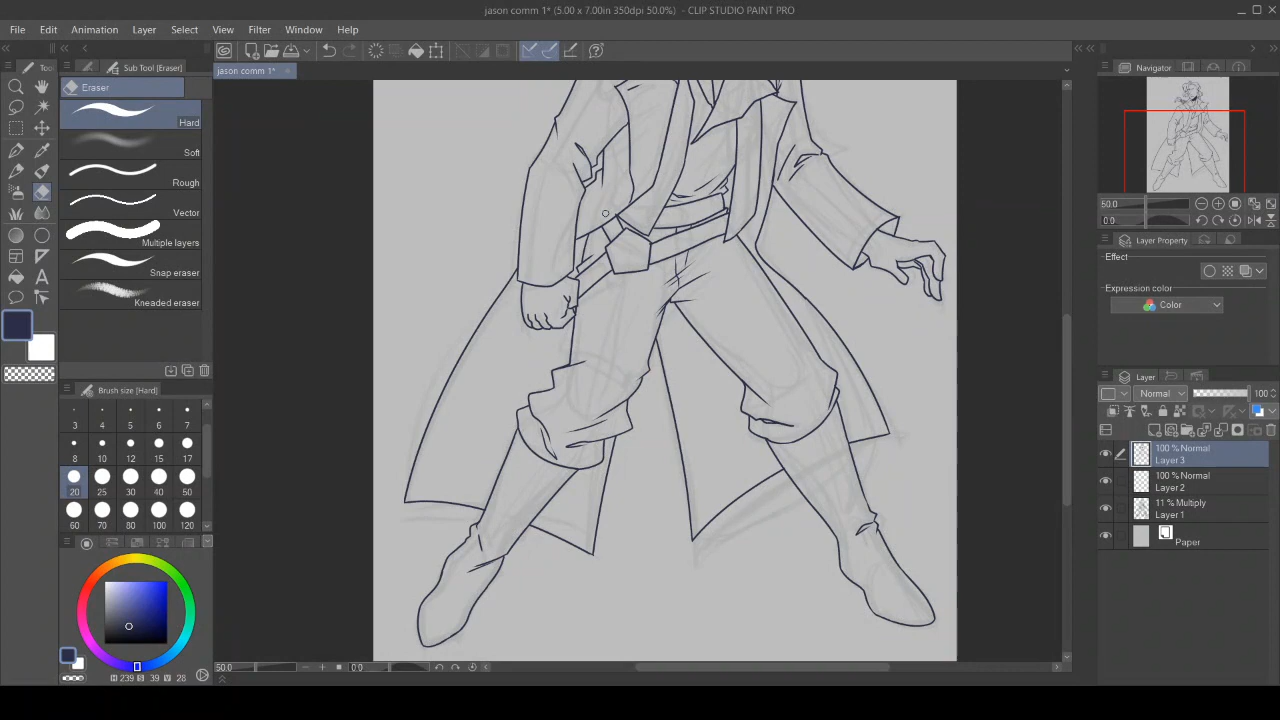 jason comm 1* (5.00 x 7.00in 350dpi 50.0%) - CLIP STUDIO PAINT PRO
File Edit Animation Layer Select View Filter Window Help
Too Sub Tool [Eraser] jason comm 1* Navigator
Eraser
Hard
Soft
Rough
Vector
Multiple layers
Snap eraser
Kneaded eraser
Brush size [Hard]
3 4 5 6 7
8 10 12 15 17
20 25 30 40 50
60 70 80 100 120
H 239 S 39 V 28
50.0 0.0
50.0
0.0
Layer Property
Effect
Expression color
Color
Layer
Normal 100
100 % Normal
Layer 3
100 % Normal
Layer 2
11 % Multiply
Layer 1
Paper